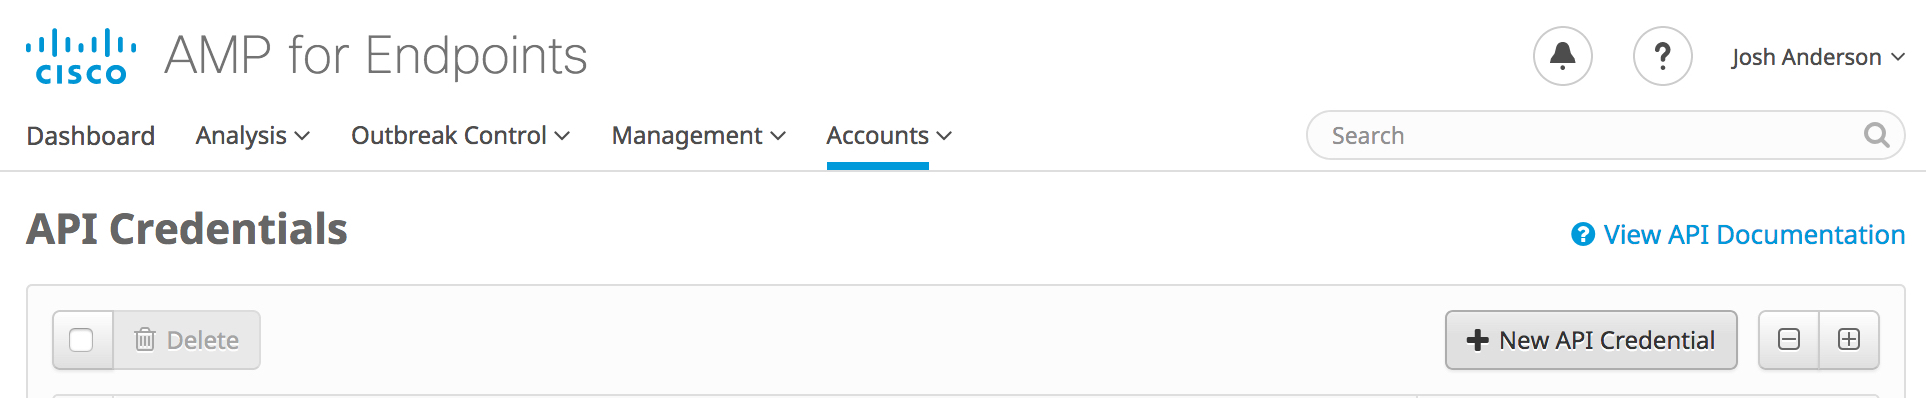 CISCO AMP for Endpoints
? Josh Anderson
Dashboard Analysis Outbreak Control Management Accounts Search
API Credentials
? View API Documentation
Delete + New API Credential